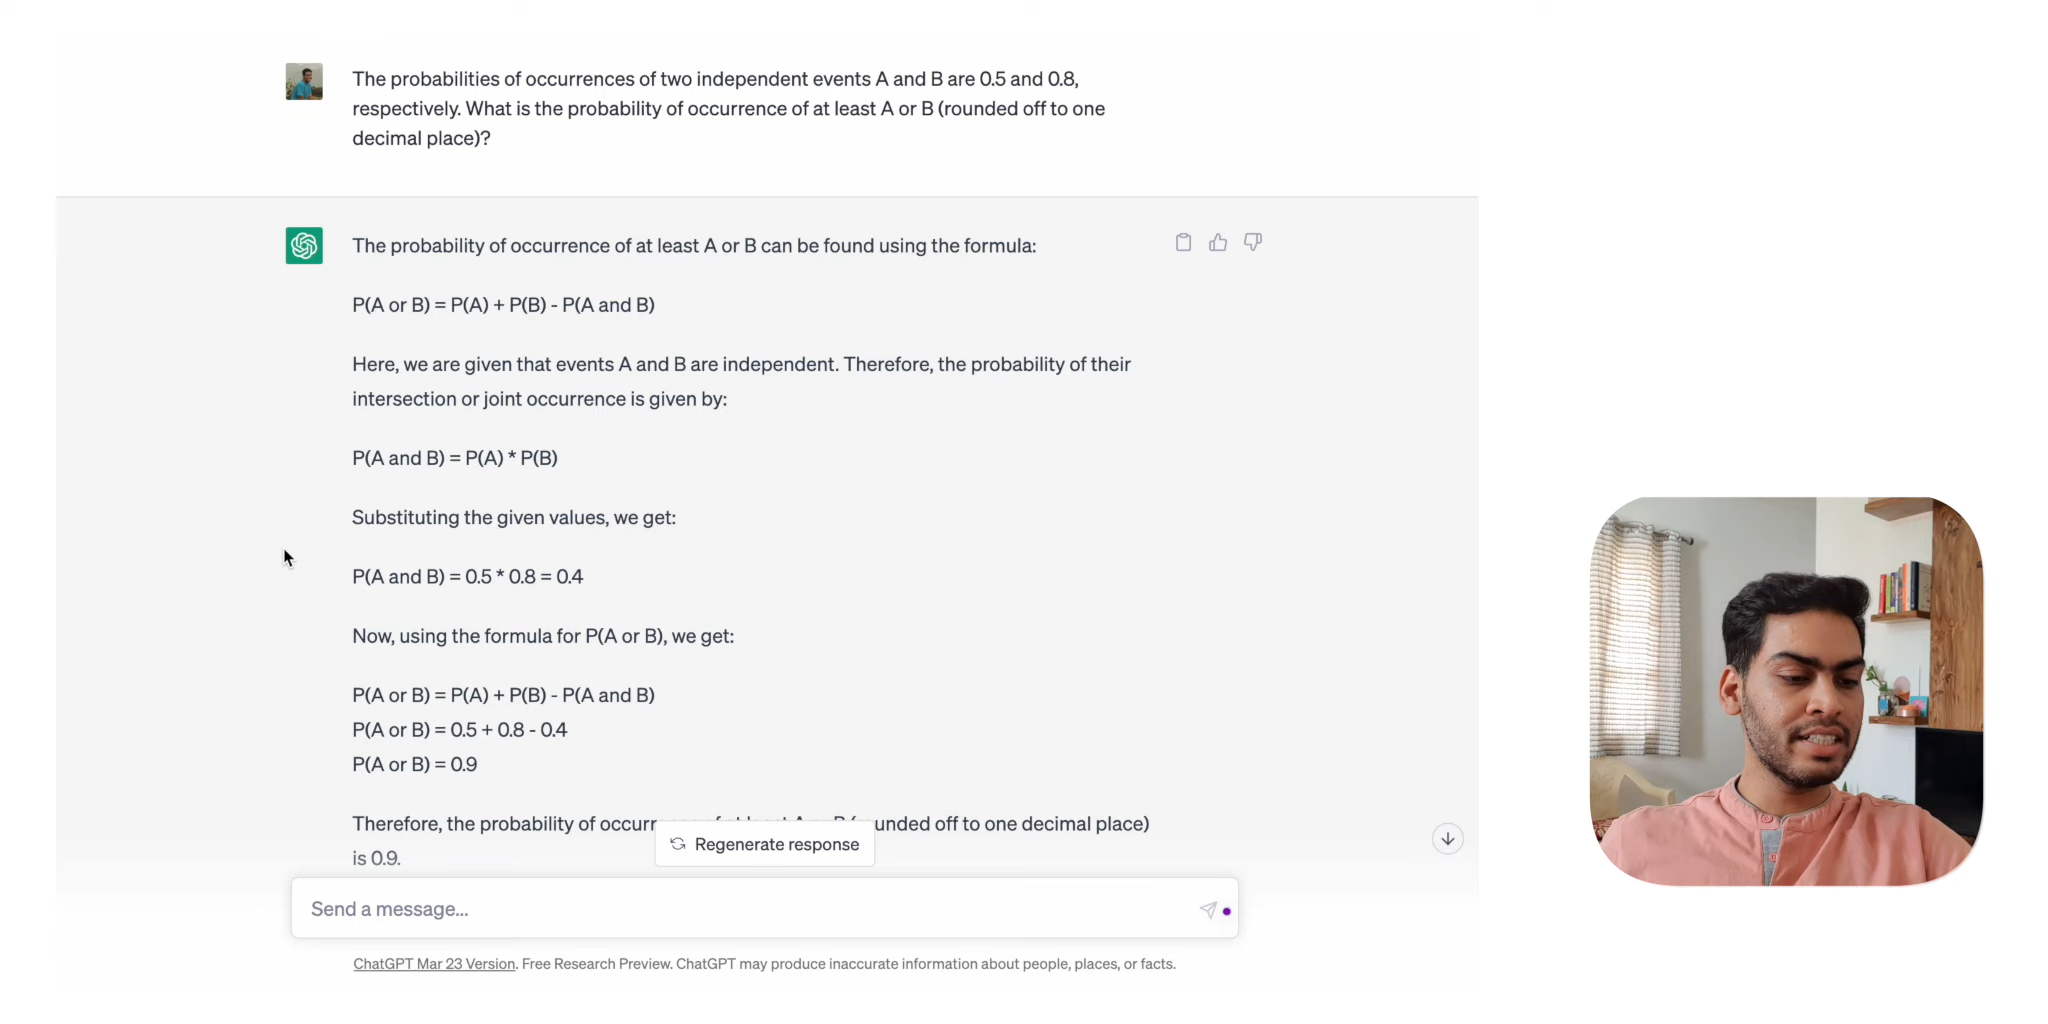 The probabilities of occurrences of two independent events A and B are 0.5 and 0.8,
respectively. What is the probability of occurrence of at least A or B (rounded off to one
decimal place)?
The probability of occurrence of at least A or B can be found using the formula:
P(A or B) = P(A) + P(B) - P(A and B)
Here, we are given that events A and B are independent. Therefore, the probability of their
intersection or joint occurrence is given by:
P(A and B) = P(A) * P(B)
Substituting the given values, we get:
P(A and B) = 0.5 * 0.8 = 0.4
Now, using the formula for P(A or B), we get:
P(A or B) = P(A) + P(B) - P(A and B)
P(A or B) = 0.5 + 0.8 - 0.4
P(A or B) = 0.9
Therefore, the probability of off to one decimal place)
is 0.9.
Regenerate response
Send a message...
ChatGPT Mar 23 Version. Free Research Preview. ChatGPT may produce inaccurate information about people, places, or facts.